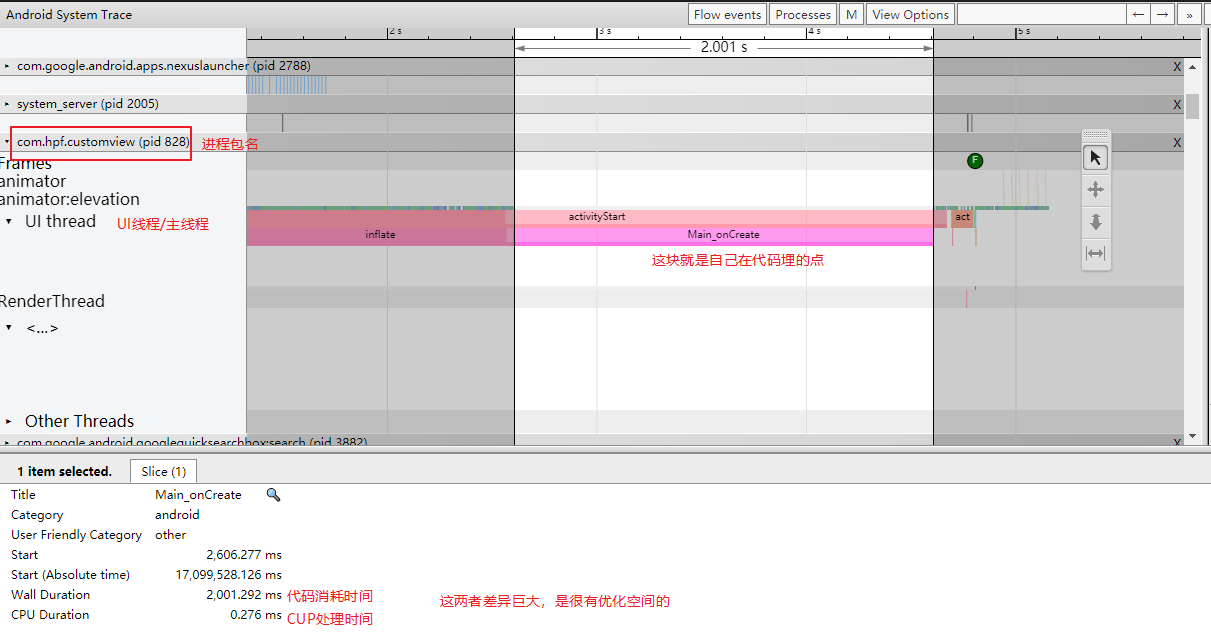 Android System Trace
Flow events Processes M View Options ← → »
2 s 3 s 4 s 5 s
2.001 s
com.google.android.apps.nexuslauncher (pid 2788) X
system_server (pid 2005) X
com.hpf.customview (pid 828) 进程包名 X
Frames F
animator
animator:elevation
UI thread UI线程/主线程 activityStart act
inflate Main_onCreate
这块就是自己在代码埋的点
RenderThread
<...>
Other Threads
com.google.android.googlequicksearchbox:search (pid 3882) X
1 item selected. Slice (1)
Title Main_onCreate
Category android
User Friendly Category other
Start 2,606.277 ms
Start (Absolute time) 17,099,528.126 ms
Wall Duration 2,001.292 ms 代码消耗时间 这两者差异巨大，是很有优化空间的
CPU Duration 0.276 ms CUP处理时间